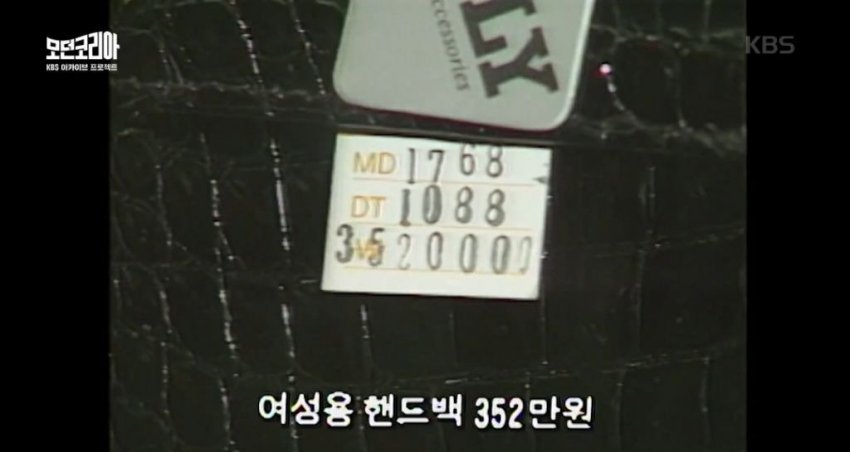 모던코리아
KBS 아카이브 프로젝트
KBS
LY
accessories
MD 1768
DT 1088
3520000
여성용 핸드백 352만원